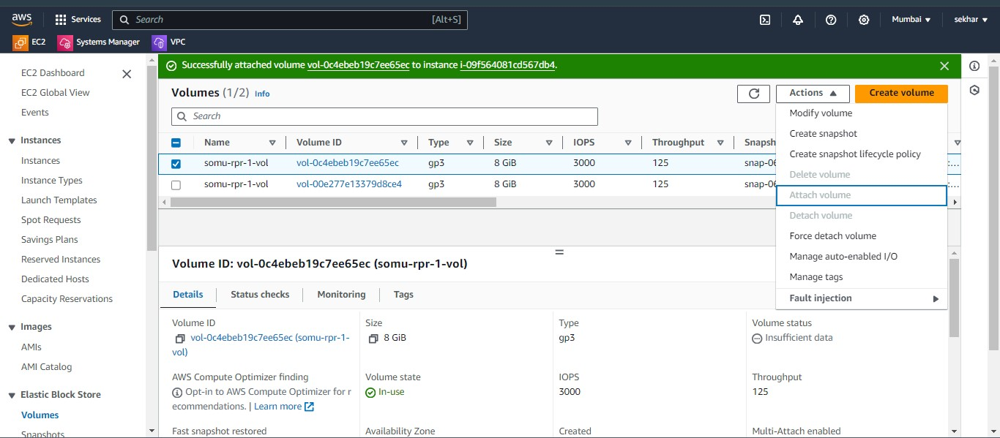 aws Services Search [Alt+S] Mumbai sekhar
EC2 Systems Manager VPC
EC2 Dashboard
EC2 Global View
Events
Instances
Instances
Instance Types
Launch Templates
Spot Requests
Savings Plans
Reserved Instances
Dedicated Hosts
Capacity Reservations
Images
AMIs
AMI Catalog
Elastic Block Store
Volumes
Snapshots
Successfully attached volume vol-0c4ebeb19c7ee65ec to instance i-09f564081cd567db4.
Volumes (1/2) Info
Actions Create volume
Search
Name Volume ID Type Size IOPS Throughput Snapsh
somu-rpr-1-vol vol-0c4ebeb19c7ee65ec gp3 8 GiB 3000 125 snap-06 :...
somu-rpr-1-vol vol-00e277e13379d8ce4 gp3 8 GiB 3000 125 snap-06 :...
Modify volume
Create snapshot
Create snapshot lifecycle policy
Delete volume
Attach volume
Detach volume
Force detach volume
Manage auto-enabled I/O
Manage tags
Fault injection
Volume ID: vol-0c4ebeb19c7ee65ec (somu-rpr-1-vol)
Details Status checks Monitoring Tags
Volume ID
vol-0c4ebeb19c7ee65ec (somu-rpr-1-
vol)
Size
8 GiB
Type
gp3
Volume status
Insufficient data
AWS Compute Optimizer finding
Opt-in to AWS Compute Optimizer for r
ecommendations. | Learn more
Volume state
In-use
IOPS
3000
Throughput
125
Fast snapshot restored
Availability Zone
Created
Multi-Attach enabled